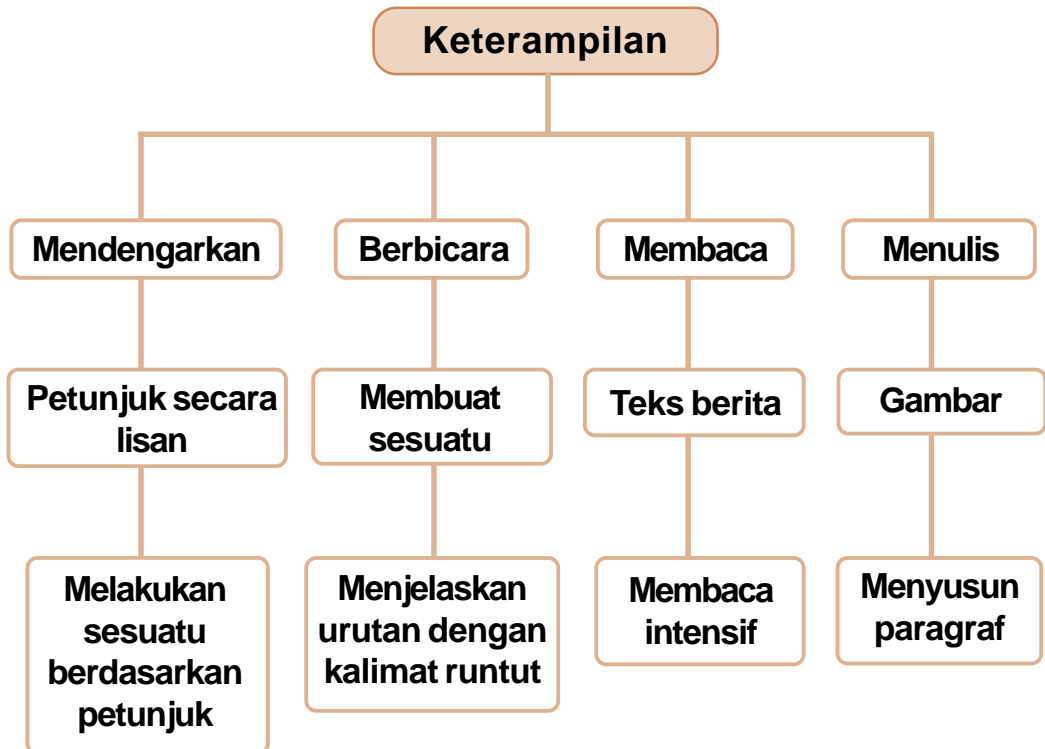 Keterampilan
Mendengarkan
Berbicara
Membaca
Menulis
Petunjuk secara
lisan
Membuat
sesuatu
Teks berita
Gambar
Melakukan
sesuatu
berdasarkan
petunjuk
Menjelaskan
urutan dengan
kalimat runtut
Membaca
intensif
Menyusun
paragraf